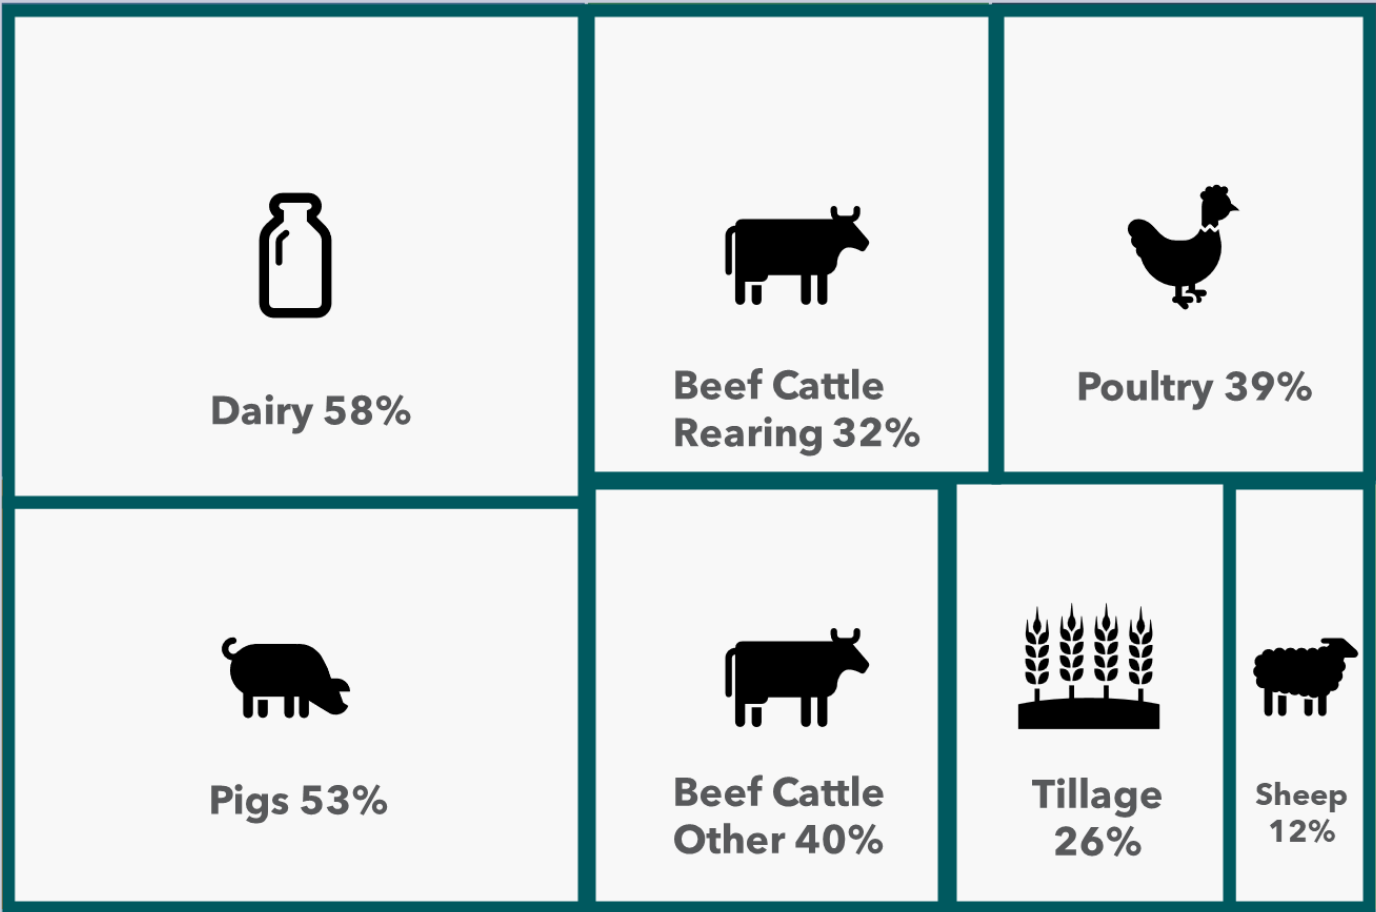 Dairy 58%
Beef Cattle
Rearing 32%
Poultry 39%
Pigs 53%
Beef Cattle
Other 40%
Tillage
26%
Sheep
12%